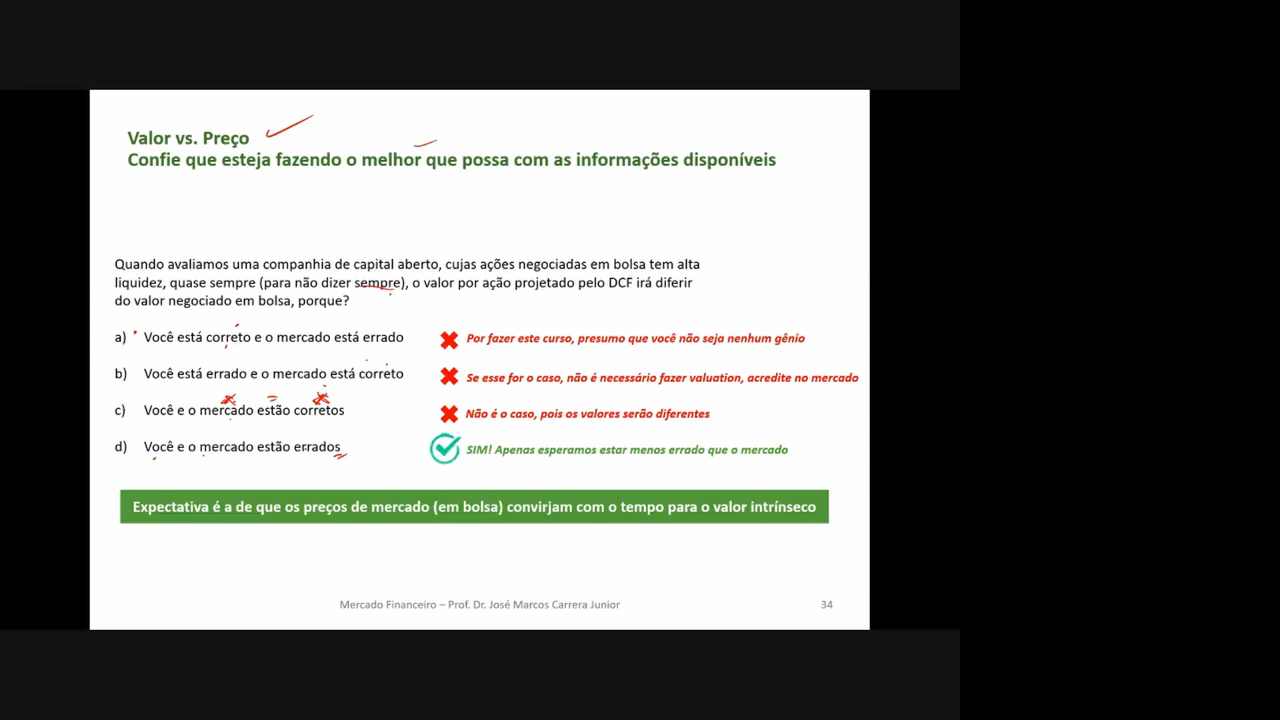 Valor vs. Preço
Confie que esteja fazendo o melhor que possa com as informações disponíveis
Quando avaliamos uma companhia de capital aberto, cujas ações negociadas em bolsa tem alta
liquidez, quase sempre (para não dizer sempre), o valor por ação projetado pelo DCF irá diferir
do valor negociado em bolsa, porque?
a) Você está correto e o mercado está errado
Por fazer este curso, presumo que você não seja nenhum gênio
b) Você está errado e o mercado está correto
Se esse for o caso, não é necessário fazer valuation, acredite no mercado
c) Você e o mercado estão corretos
Não é o caso, pois os valores serão diferentes
d) Você e o mercado estão errados
SIM! Apenas esperamos estar menos errado que o mercado
Expectativa é a de que os preços de mercado (em bolsa) convirjam com o tempo para o valor intrínseco
Mercado Financeiro – Prof. Dr. José Marcos Carrera Junior
34